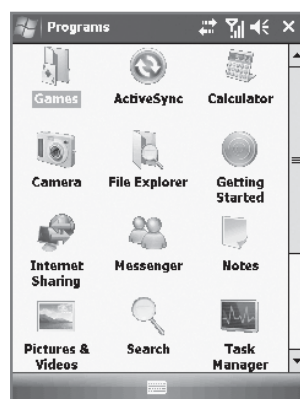 Programs
Games
ActiveSync
Calculator
Camera
File Explorer
Getting
Started
Internet
Sharing
Messenger
Notes
Pictures &
Videos
Search
Task
Manager